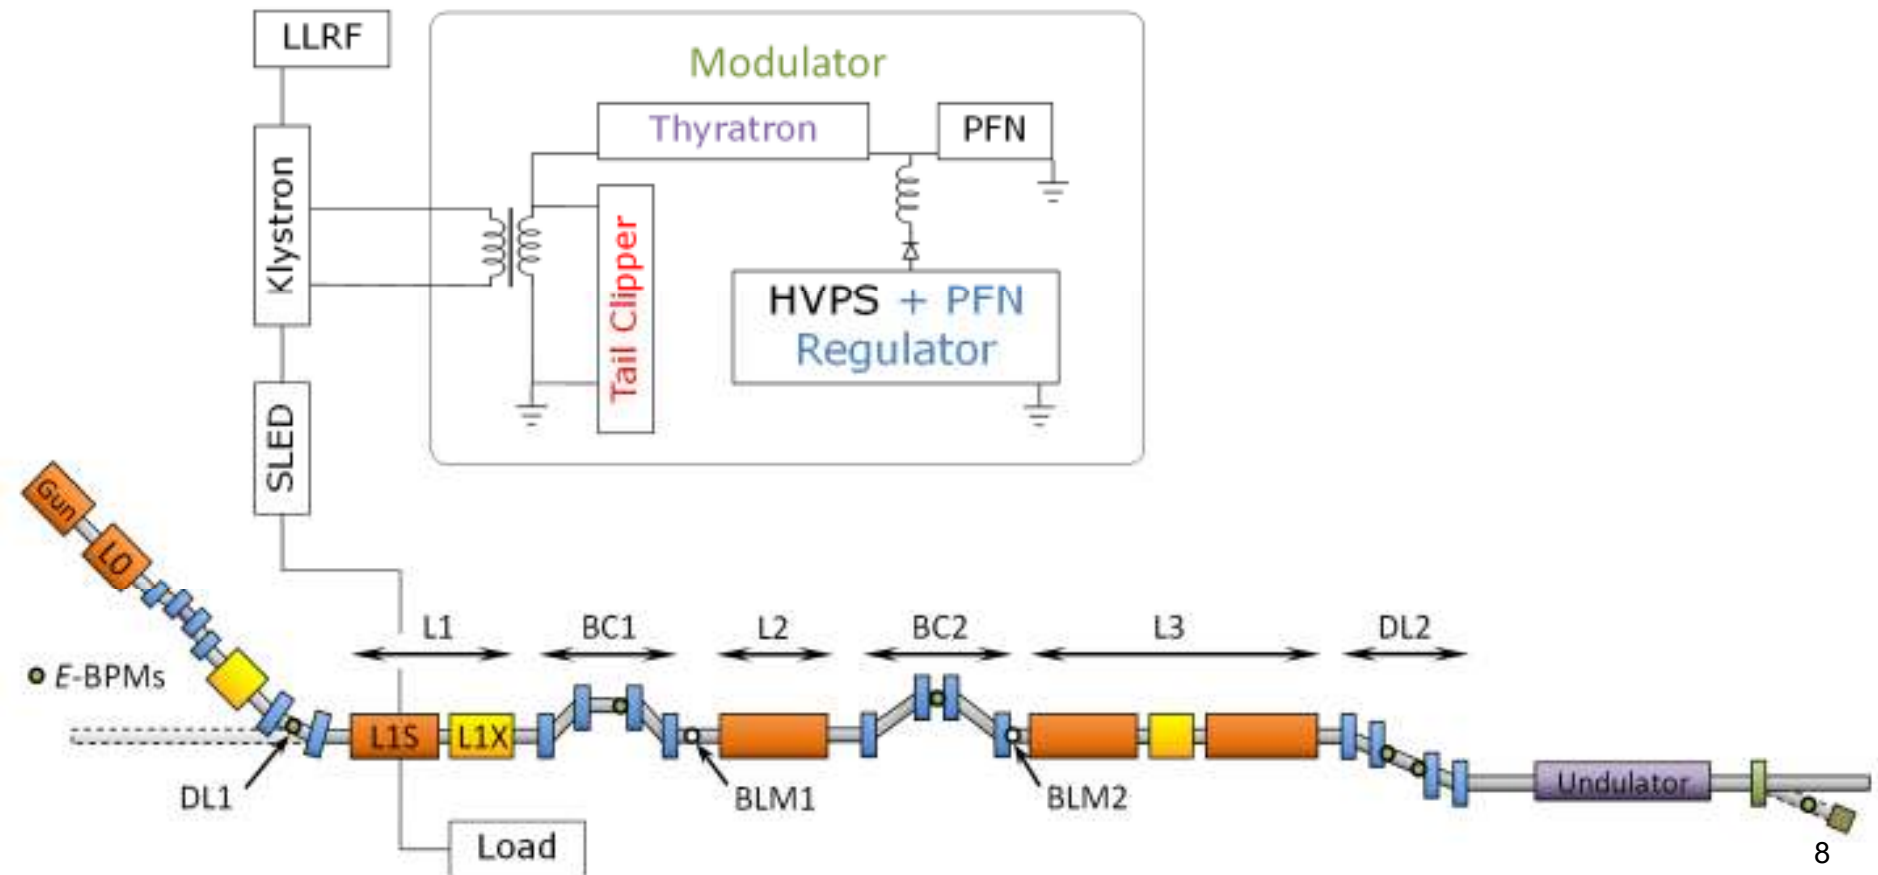 LLRF
Modulator
Thyratron
PFN
Klystron
Tail Clipper
HVPS + PFN
Regulator
SLED
Gun
L0
L1
BC1
L2
BC2
L3
DL2
E-BPMs
L1S
L1X
DL1
BLM1
BLM2
Undulator
Load
8